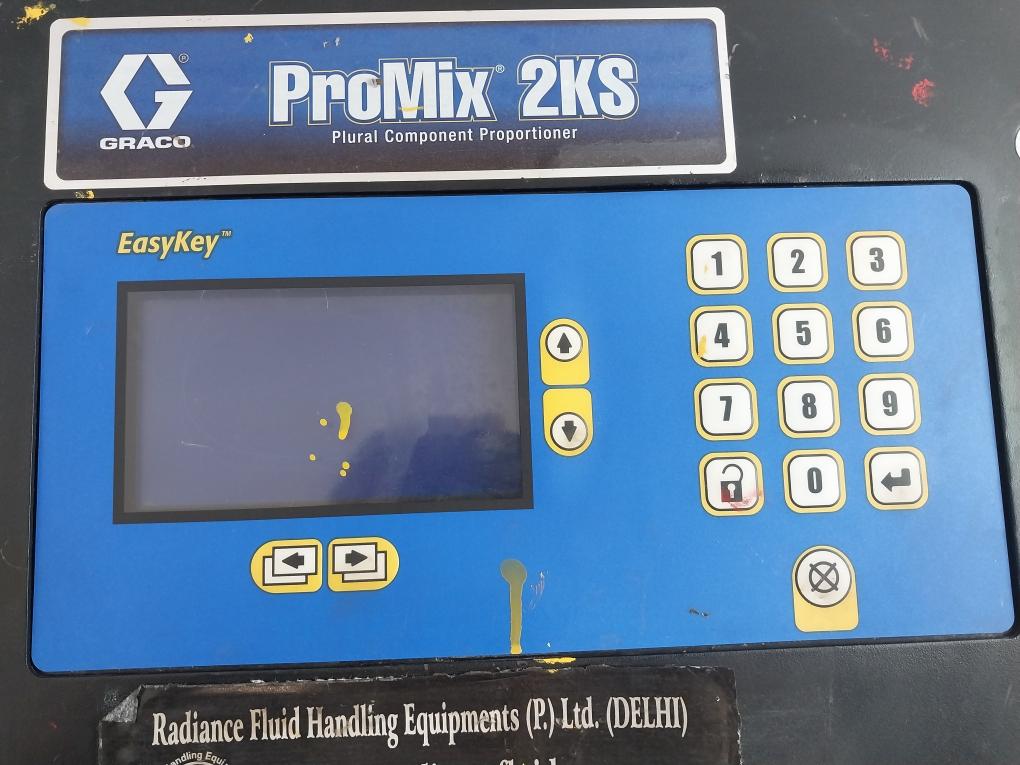 GRACO
ProMix® 2KS
Plural Component Proportioner
EasyKey™
1 2 3
4 5 6
7 8 9
0
Radiance Fluid Handling Equipments (P.) Ltd. (DELHI)